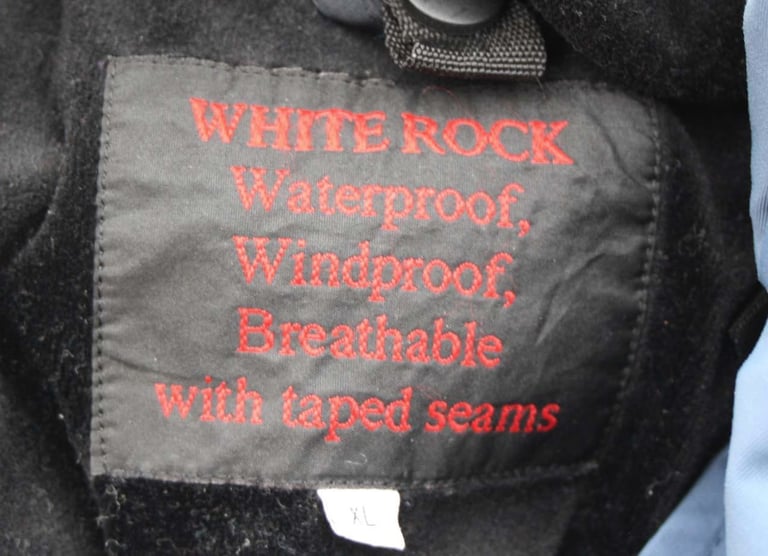 WHITE ROCK
Waterproof,
Windproof,
Breathable
with taped seams
XL